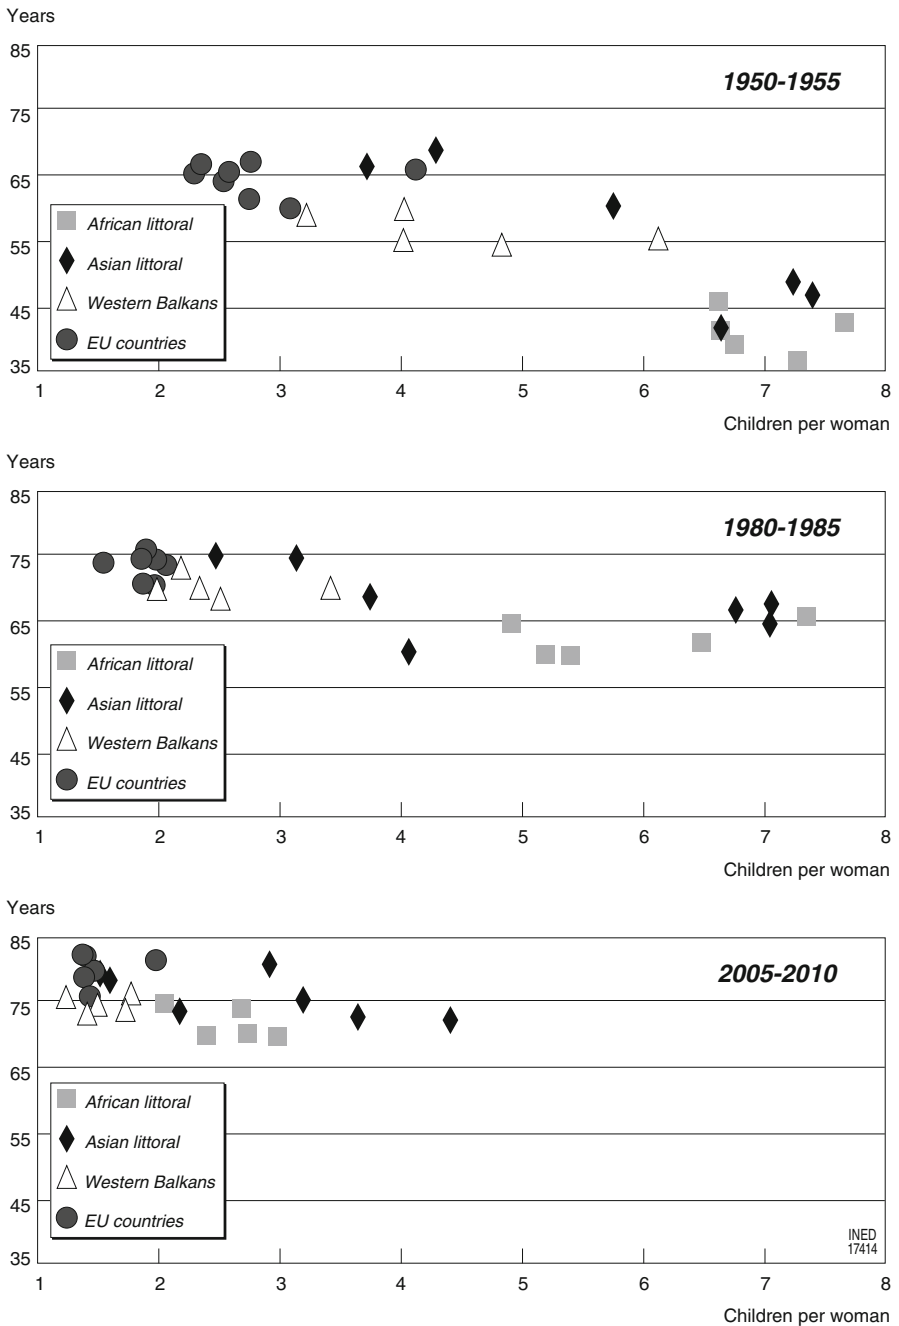 Years
85
1950-1955
75
65
African littoral
Asian littoral
55
Western Balkans
45
EU countries
35
1 2 3 4 5 6 7 8
Children per woman
Years
85
1980-1985
75
65
African littoral
Asian littoral
55
Western Balkans
45
EU countries
35
1 2 3 4 5 6 7 8
Children per woman
Years
85
2005-2010
75
65
African littoral
Asian littoral
55
Western Balkans
45
EU countries
INED
17414
35
1 2 3 4 5 6 7 8
Children per woman